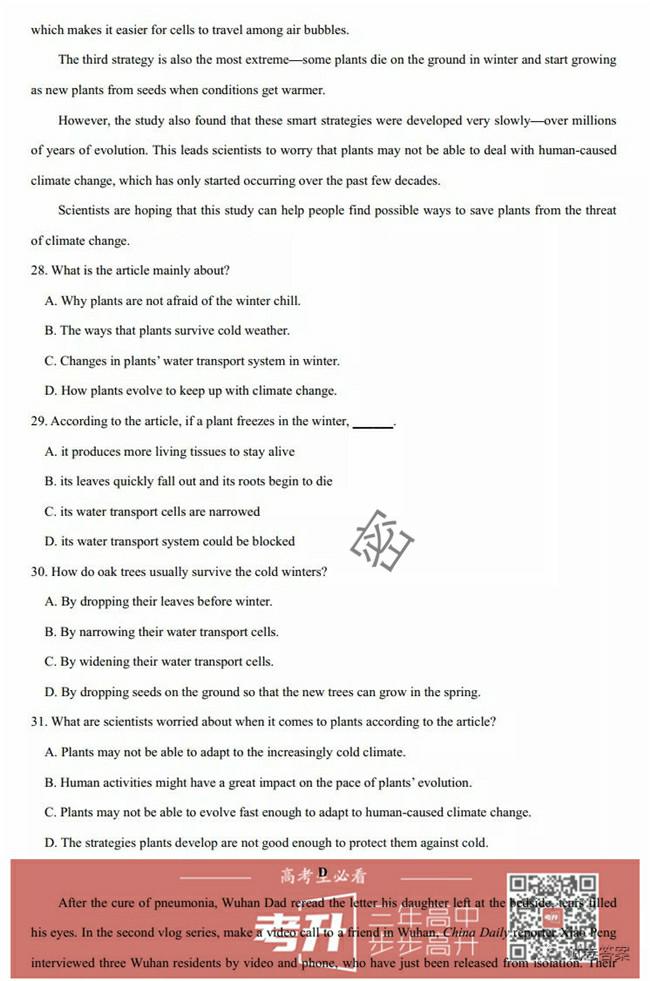 which makes it easier for cells to travel among air bubbles.
The third strategy is also the most extreme—some plants die on the ground in winter and start growing
as new plants from seeds when conditions get warmer.
However, the study also found that these smart strategies were developed very slowly—over millions
of years of evolution. This leads scientists to worry that plants may not be able to deal with human-caused
climate change, which has only started occurring over the past few decades.
Scientists are hoping that this study can help people find possible ways to save plants from the threat
of climate change.
28. What is the article mainly about?
A. Why plants are not afraid of the winter chill.
B. The ways that plants survive cold weather.
C. Changes in plants' water transport system in winter.
D. How plants evolve to keep up with climate change.
29. According to the article, if a plant freezes in the winter, ______.
A. it produces more living tissues to stay alive
B. its leaves quickly fall out and its roots begin to die
C. its water transport cells are narrowed
D. its water transport system could be blocked
密
30. How do oak trees usually survive the cold winters?
A. By dropping their leaves before winter.
B. By narrowing their water transport cells.
C. By widening their water transport cells.
D. By dropping seeds on the ground so that the new trees can grow in the spring.
31. What are scientists worried about when it comes to plants according to the article?
A. Plants may not be able to adapt to the increasingly cold climate.
B. Human activities might have a great impact on the pace of plants' evolution.
C. Plants may not be able to evolve fast enough to adapt to human-caused climate change.
D. The strategies plants develop are not good enough to protect them against cold.
D
高考生必看
After the cure of pneumonia, Wuhan Dad reread the letter his daughter left at the bedside, tears filled
his eyes. In the second vlog series, make a video call to a friend in Wuhan, China Daily reporter Xiao Peng
interviewed three Wuhan residents by video and phone, who have just been released from isolation. Their
考升
三年高中
步步高升
答案